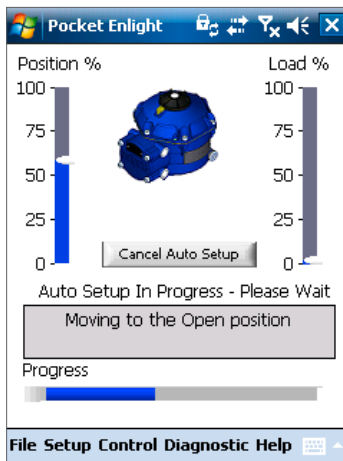 Pocket Enlight
Position %
Load %
100
100
75
75
50
50
25
25
0
0
Cancel Auto Setup
Auto Setup In Progress - Please Wait
Moving to the Open position
Progress
File Setup Control Diagnostic Help